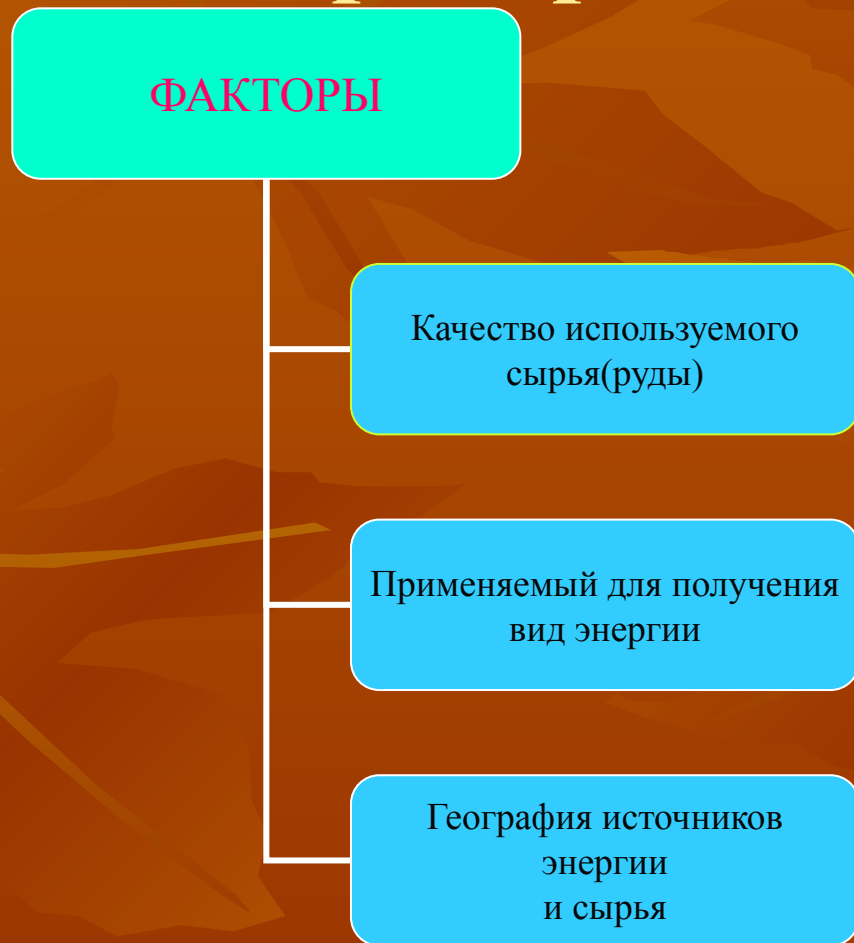 ФАКТОРЫ
Качество используемого
сырья(руды)
Применяемый для получения
вид энергии
География источников
энергии
и сырья